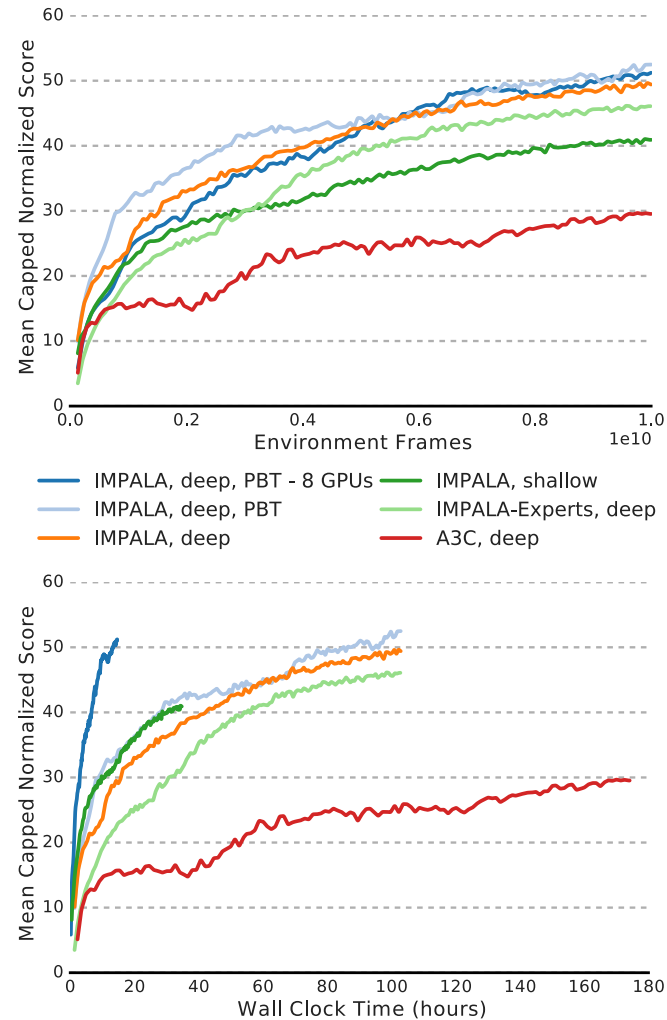 60
50
40
30
20
10
0
Mean Capped Normalized Score
0.0 0.2 0.4 0.6 0.8 1.0
1e10
Environment Frames
IMPALA, deep, PBT - 8 GPUs
IMPALA, deep, PBT
IMPALA, deep
IMPALA, shallow
IMPALA-Experts, deep
A3C, deep
60
50
40
30
20
10
0
Mean Capped Normalized Score
0 20 40 60 80 100 120 140 160 180
Wall Clock Time (hours)